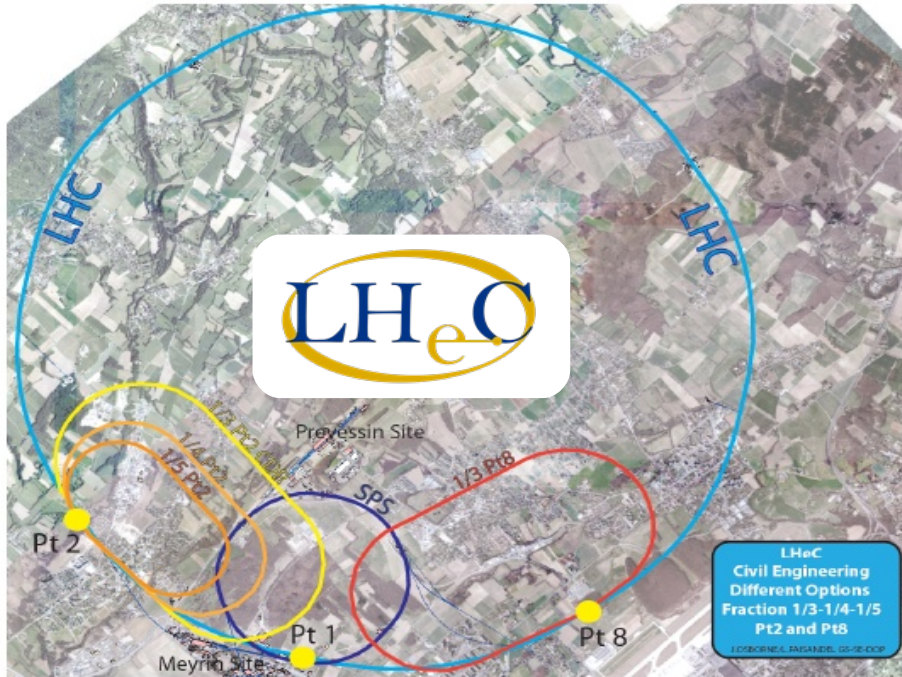 LHC
LHC
LHeC
1/3 Pt2
1/4 Pt2
1/5 Pt2
Prevessin Site
SPS
1/3 Pt8
Pt 2
Pt 1
Pt 8
Meyrin Site
LHeC
Civil Engineering
Different Options
Fraction 1/3-1/4-1/5
Pt2 and Pt8